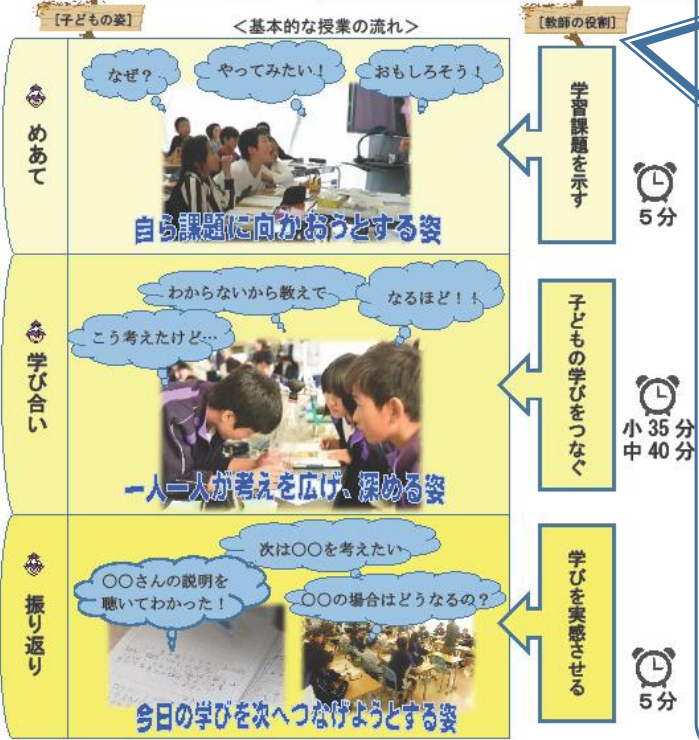 [子どもの姿]
＜基本的な授業の流れ＞
[教師の役割]
めあて
なぜ？
やってみたい！
おもしろそう！
自ら課題に向かおうとする姿
学習課題を示す
5分
学び合い
わからないから教えて
なるほど！！
こう考えたけど…
一人一人が考えを広げ、深める姿
子どもの学びをつなぐ
小 35 分
中 40 分
振り返り
次は〇〇を考えたい
〇〇さんの説明を
聴いてわかった！
〇〇の場合はどうなるの？
今日の学びを次へつなげようとする姿
学びを実感させる
5分